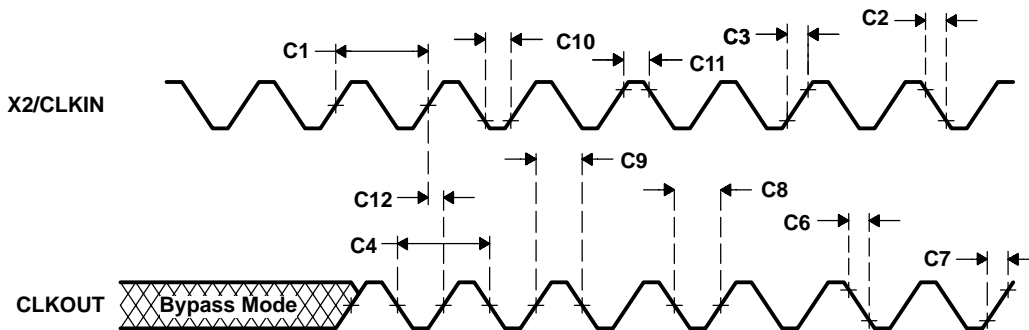 C1
C10
C3
C2
C11
X2/CLKIN
C9
C12
C8
C4
C6
C7
CLKOUT
Bypass Mode